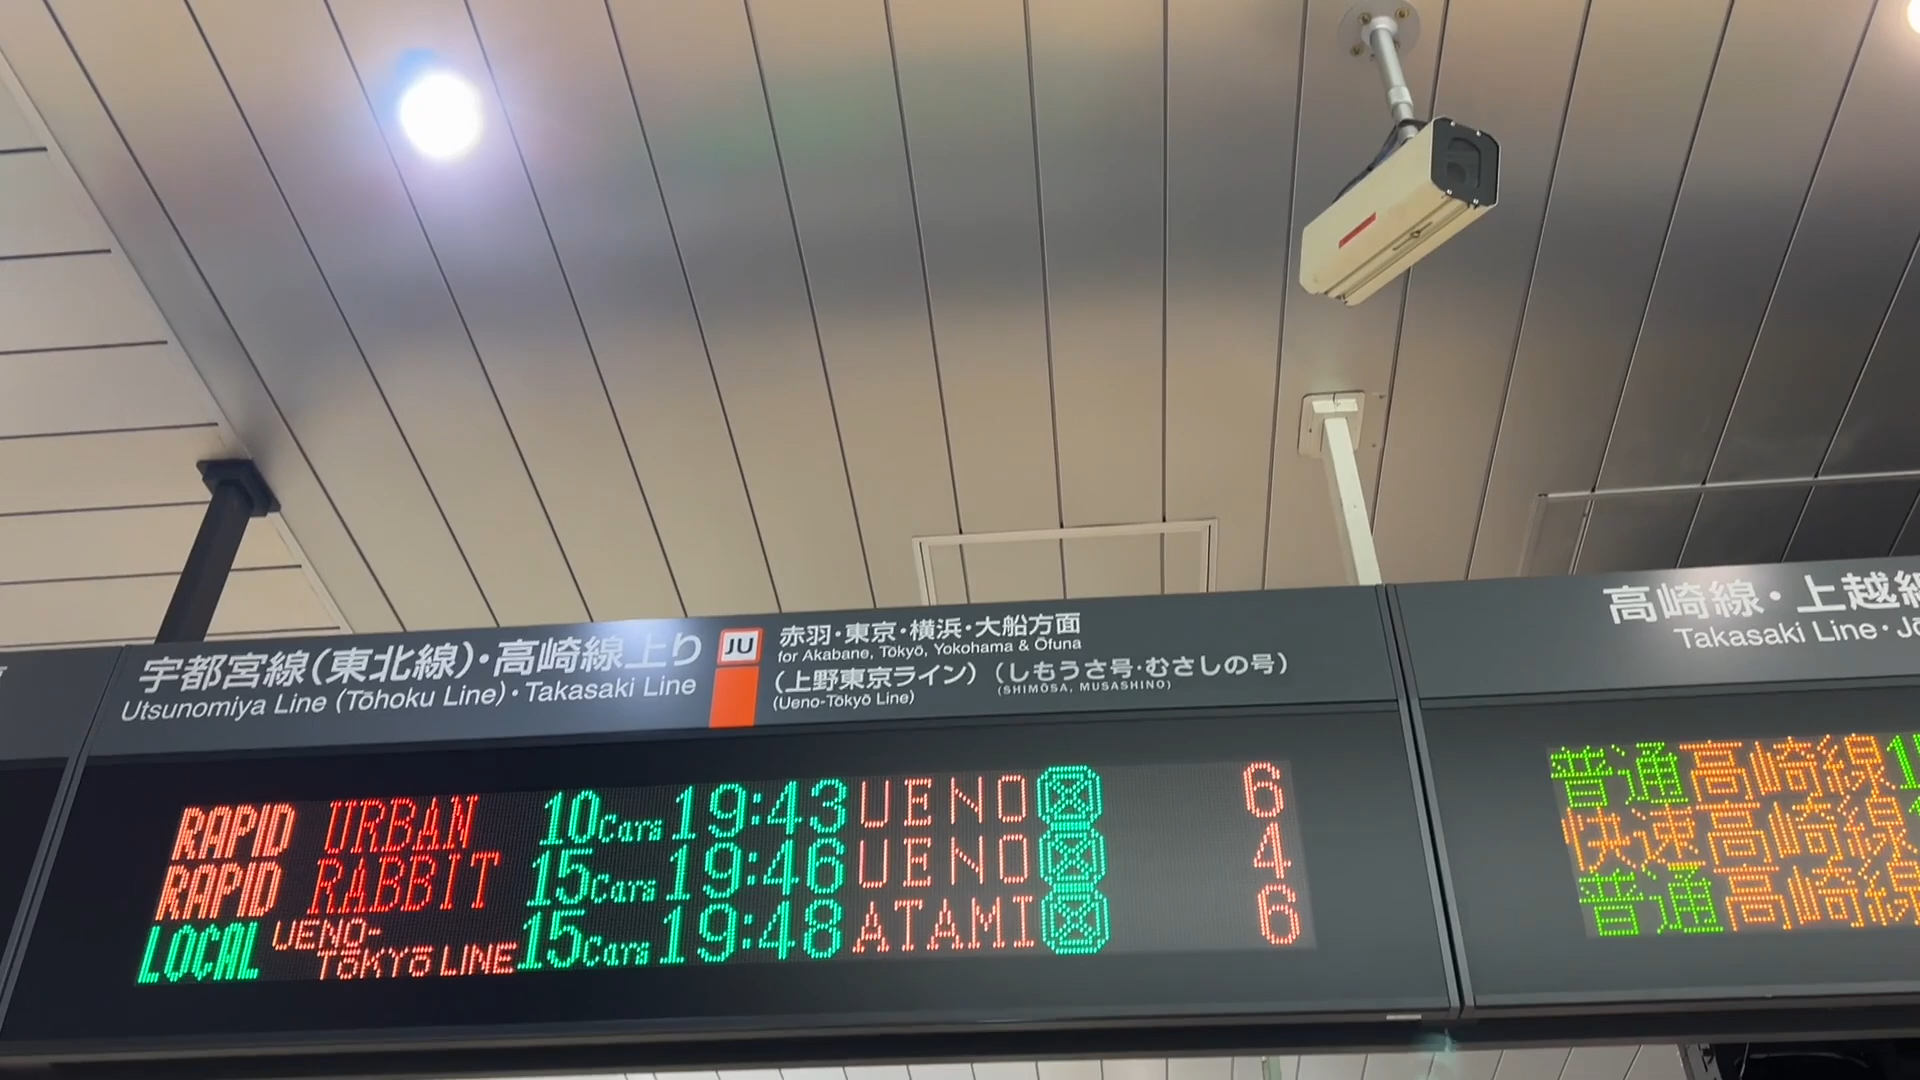 宇都宮線(東北線)・高崎線上り
Utsunomiya Line (Tōhoku Line)・Takasaki Line
JU
赤羽・東京・横浜・大船方面
for Akabane, Tōkyō, Yokohama & Ōfuna
(上野東京ライン) (しもうさ号・むさしの号)
(Ueno-Tōkyō Line) (SHIMŌSA, MUSASHINO)
RAPID URBAN 10Cars 19:43 UENO 6
RAPID RABBIT 15Cars 19:46 UENO 4
LOCAL UENO-TŌKYŌ LINE 15Cars 19:48 ATAMI 6
高崎線・上越
Takasaki Line・
普通 高崎線
快速 高崎線
普通 高崎線